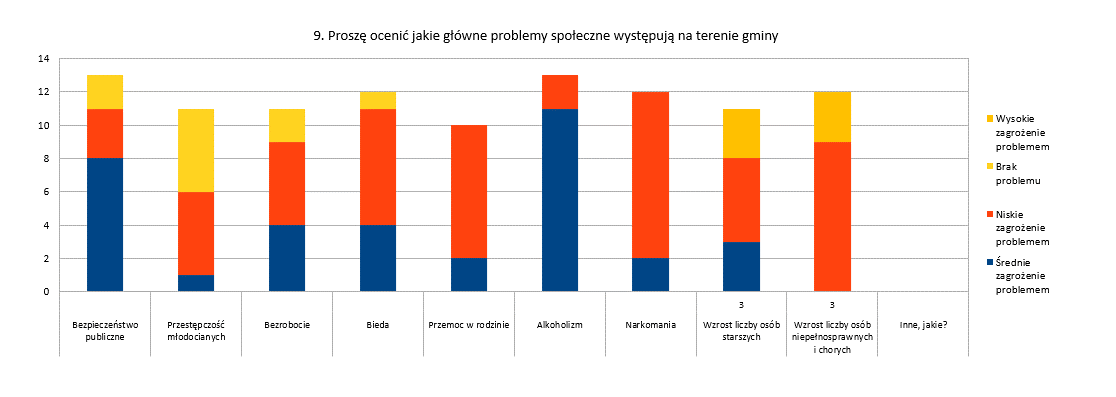 9. Proszę ocenić jakie główne problemy społeczne występują na terenie gminy
14
12
10
8
6
4
2
0
Bezpieczeństwo
publiczne
Przestępczość
młodocianych
Bezrobocie
Bieda
Przemoc w rodzinie
Alkoholizm
Narkomania
3
Wzrost liczby osób
starszych
3
Wzrost liczby osób
niepełnosprawnych
i chorych
Inne, jakie?
Wysokie
zagrożenie
problemem
Brak
problemu
Niskie
zagrożenie
problemem
Średnie
zagrożenie
problemem